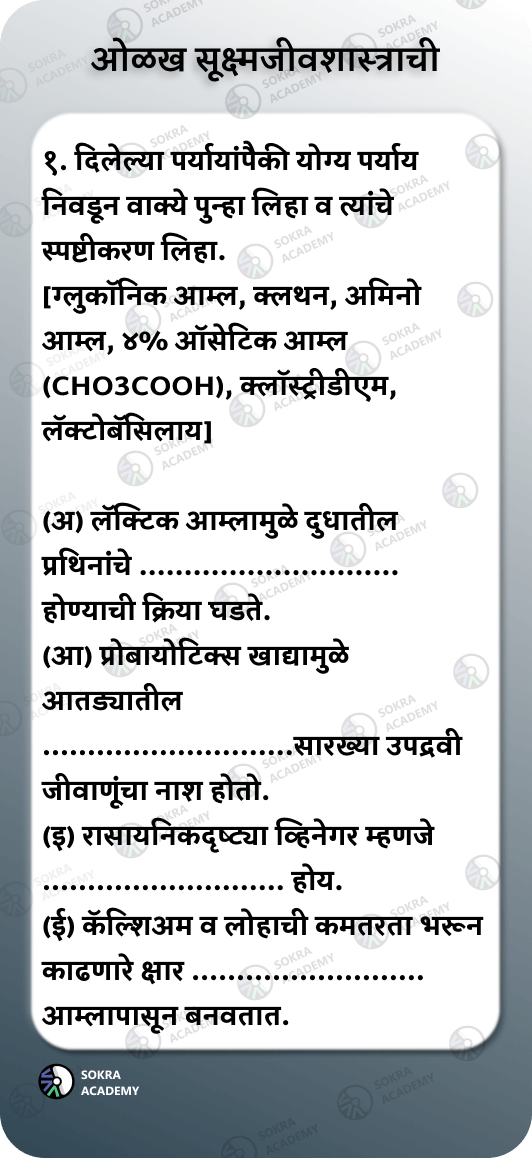 ओळख सूक्ष्मजीवशास्त्राची
१. दिलेल्या पर्यायांपैकी योग्य पर्याय
निवडून वाक्ये पुन्हा लिहा व त्यांचे
स्पष्टीकरण लिहा.
[ग्लुकॉनिक आम्ल, क्लथन, अमिनो
आम्ल, ४% ॲसेटिक आम्ल
(CHO3COOH), क्लॉस्ट्रीडीएम,
लॅक्टोबॅसिलाय]
(अ) लॅक्टिक आम्लामुळे दुधातील
प्रथिनांचे .............................
होण्याची क्रिया घडते.
(आ) प्रोबायोटिक्स खाद्यामुळे
आतड्यातील
............................सारख्या उपद्रवी
जीवाणूंचा नाश होतो.
(इ) रासायनिकदृष्ट्या व्हिनेगर म्हणजे
........................... होय.
(ई) कॅल्शिअम व लोहाची कमतरता भरून
काढणारे क्षार ..........................
आम्लापासून बनवतात.
SOKRA
ACADEMY